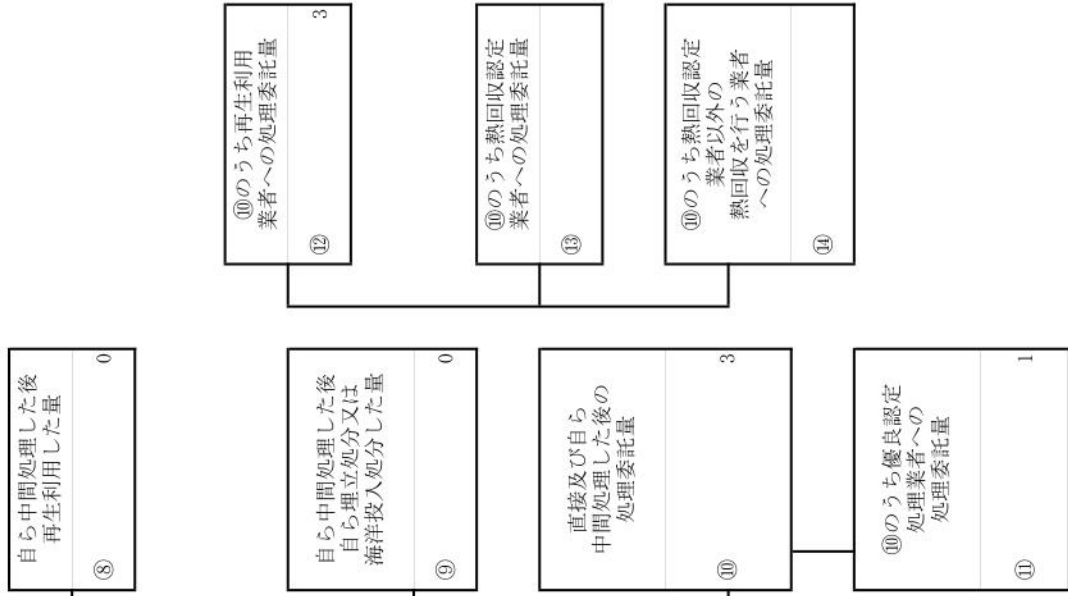 自ら中間処理した後
再生利用した量
⑧ 0
自ら中間処理した後
自ら埋立処分又は
海洋投入処分した量
⑨ 0
直接及び自ら
中間処理した後の
処理委託量
⑩ 3
⑩のうち優良認定
処理業者への
処理委託量
⑪ 1
⑩のうち再生利用
業者への処理委託量
⑫ 3
⑩のうち熱回収認定
業者への処理委託量
⑬
⑩のうち熱回収認定
業者以外の
熱回収を行う業者
への処理委託量
⑭